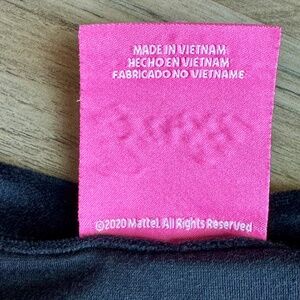 MADE IN VIETNAM
HECHO EN VIETNAM
FABRICADO NO VIETNAME
©2020 Mattel. All Rights Reserved